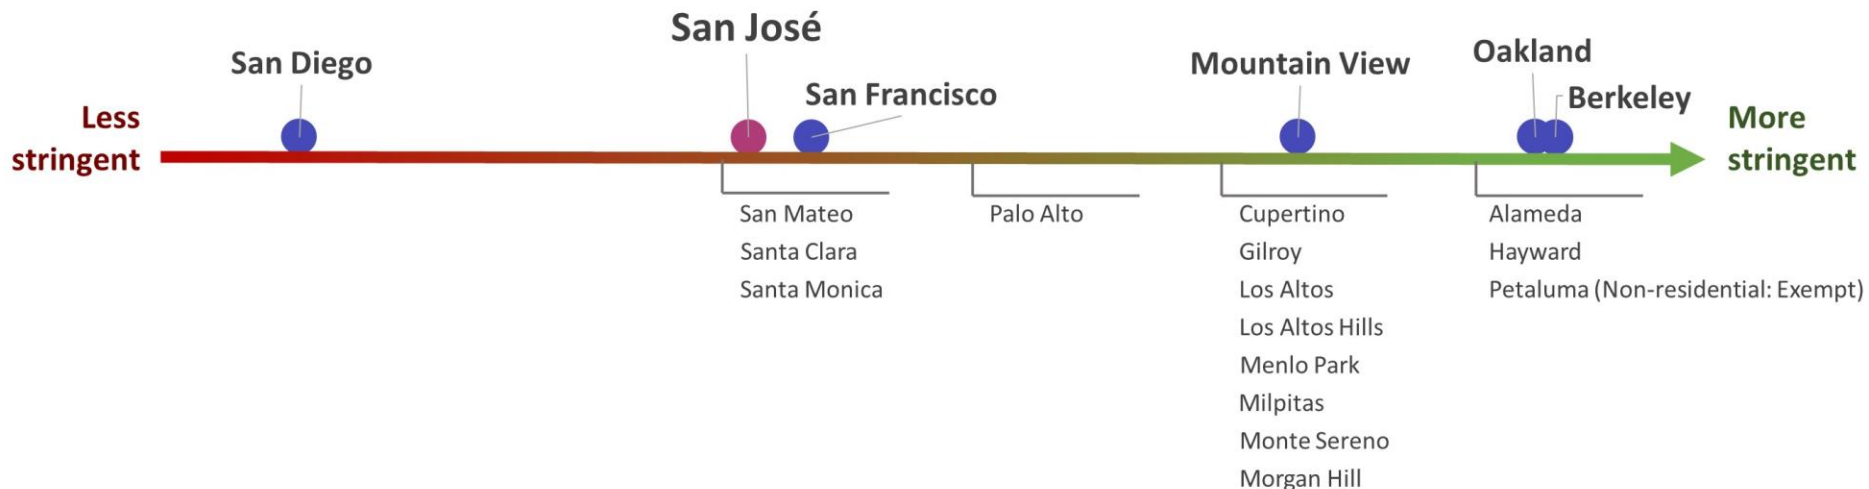 San José
Oakland
San Diego
Mountain View
San Francisco
Berkeley
Less
stringent
More
stringent
San Mateo
Santa Clara
Santa Monica
Palo Alto
Cupertino
Gilroy
Los Altos
Los Altos Hills
Menlo Park
Milpitas
Monte Sereno
Morgan Hill
Alameda
Hayward
Petaluma (Non-residential: Exempt)